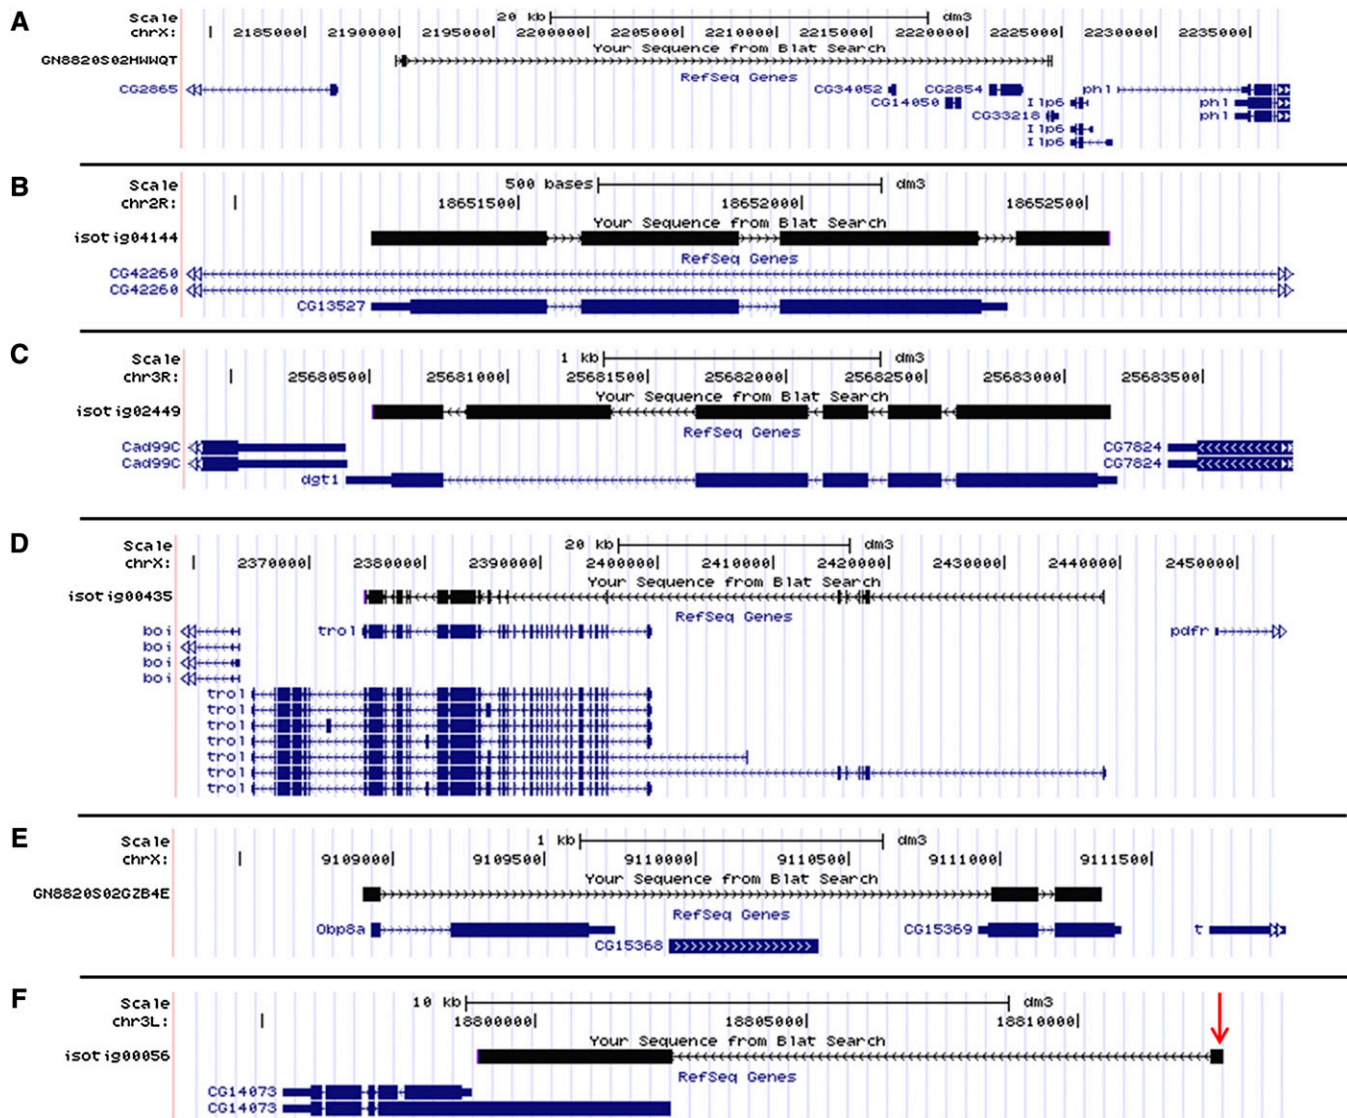 A
Scale 20 kb dm3
chrX: 2185000 2190000 2195000 2200000 2205000 2210000 2215000 2220000 2225000 2230000 2235000
Your Sequence from Blat Search
GN8820S02HWWQT
RefSeq Genes
CG2865 CG34052 CG2854 phl
CG14050 Ilp6 phl
CG33218 phl
Ilp6
Ilp6
B
Scale 500 bases dm3
chr2R: 18651500 18652000 18652500
Your Sequence from Blat Search
isotig04144
RefSeq Genes
CG42260
CG42260
CG13527
C
Scale 1 kb dm3
chr3R: 25680500 25681000 25681500 25682000 25682500 25683000 25683500
Your Sequence from Blat Search
isotig02449
RefSeq Genes
Cad99C CG7824
Cad99C CG7824
dgt1
D
Scale 20 kb dm3
chrX: 2370000 2380000 2390000 2400000 2410000 2420000 2430000 2440000 2450000
Your Sequence from Blat Search
isotig00435
RefSeq Genes
boi trol pdfr
boi
boi
boi
trol
trol
trol
trol
trol
trol
trol
E
Scale 1 kb dm3
chrX: 9109000 9109500 9110000 9110500 9111000 9111500
Your Sequence from Blat Search
GN8820S02GZB4E
RefSeq Genes
Obp8a CG15369 t
CG15368
F
Scale 10 kb dm3
chr3L: 18800000 18805000 18810000
Your Sequence from Blat Search
isotig00056
RefSeq Genes
CG14073
CG14073